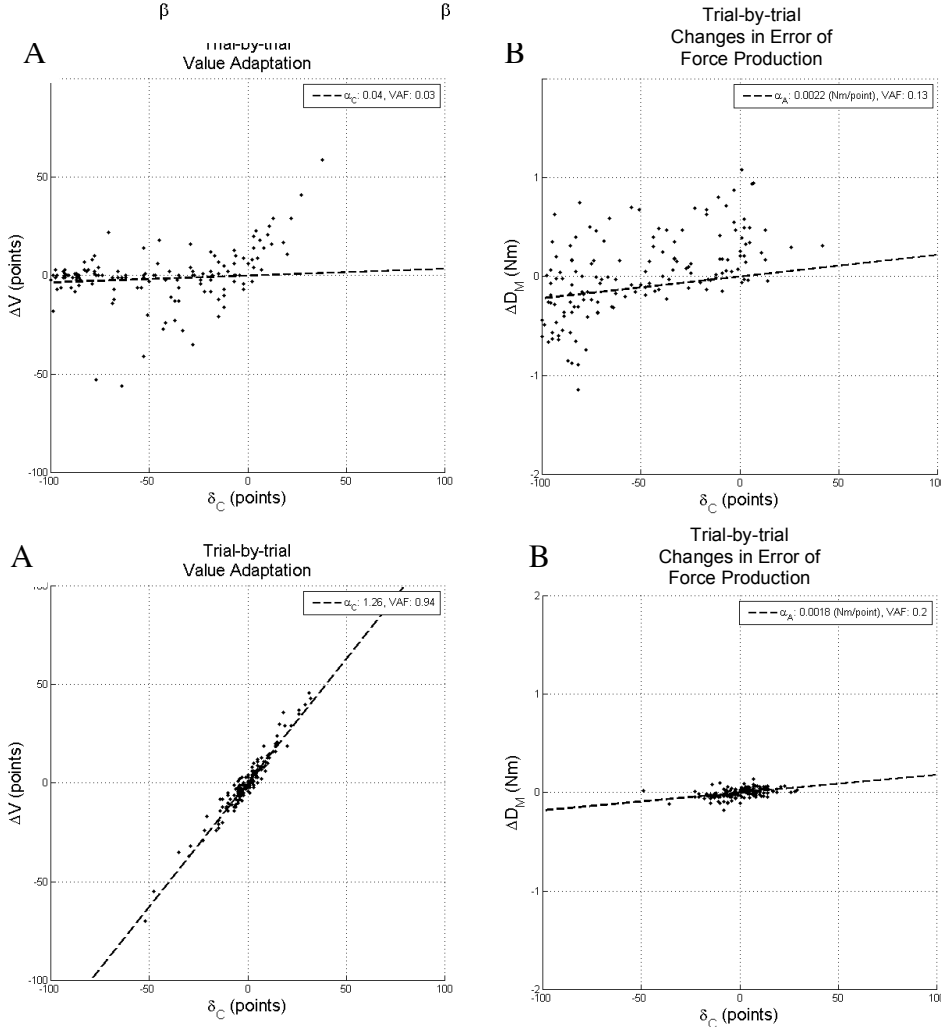 β β
A
Trial-by-trial
Value Adaptation
α_C: 0.04, VAF: 0.03
ΔV (points)
50
0
-50
-100
-100 -50 0 50 100
δ_C (points)
B
Trial-by-trial
Changes in Error of
Force Production
α_A: 0.0022 (Nm/point), VAF: 0.13
ΔD_M (Nm)
1
0
-1
-2
-100 -50 0 50 100
δ_C (points)
A
Trial-by-trial
Value Adaptation
α_C: 1.26, VAF: 0.94
ΔV (points)
100
50
0
-50
-100
-100 -50 0 50 100
δ_C (points)
B
Trial-by-trial
Changes in Error of
Force Production
α_A: 0.0018 (Nm/point), VAF: 0.2
ΔD_M (Nm)
2
1
0
-1
-2
-100 -50 0 50 100
δ_C (points)